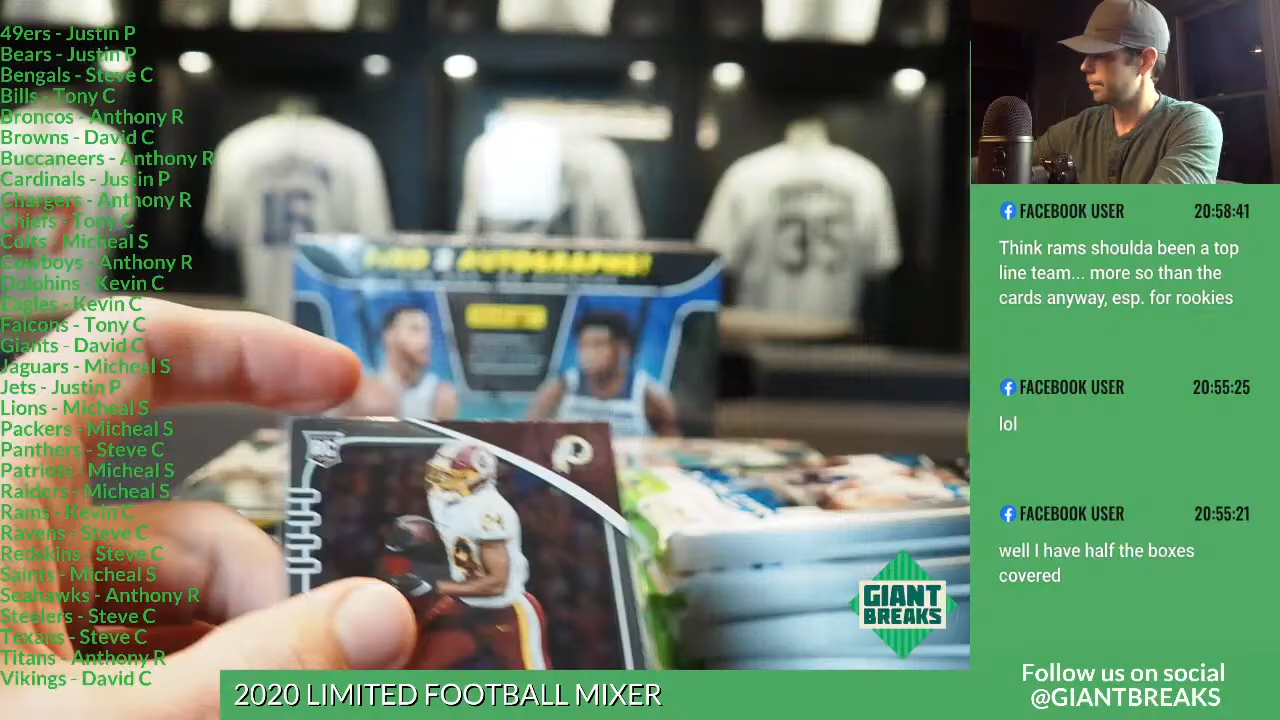 49ers - Justin P
Bears - Justin P
Bengals - Steve C
Bills - Tony C
Broncos - Anthony R
Browns - David C
Buccaneers - Anthony R
Cardinals - Justin P
Chargers - Anthony R
Chiefs - Tony C
Colts - Micheal S
Cowboys - Anthony R
Dolphins - Kevin C
Eagles - Kevin C
Falcons - Tony C
Giants - David C
Jaguars - Micheal S
Jets - Justin P
Lions - Micheal S
Packers - Micheal S
Panthers - Steve C
Patriots - Micheal S
Raiders - Micheal S
Rams - Kevin C
Ravens - Steve C
Redskins - Steve C
Saints - Micheal S
Seahawks - Anthony R
Steelers - Steve C
Texans - Steve C
Titans - Anthony R
Vikings - David C
16
35
AUTOGRAPHS!
RC
R
24
GIANT
BREAKS
2020 LIMITED FOOTBALL MIXER
FACEBOOK USER 20:58:41
Think rams shoulda been a top
line team... more so than the
cards anyway, esp. for rookies
FACEBOOK USER 20:55:25
lol
FACEBOOK USER 20:55:21
well I have half the boxes
covered
Follow us on social
@GIANTBREAKS